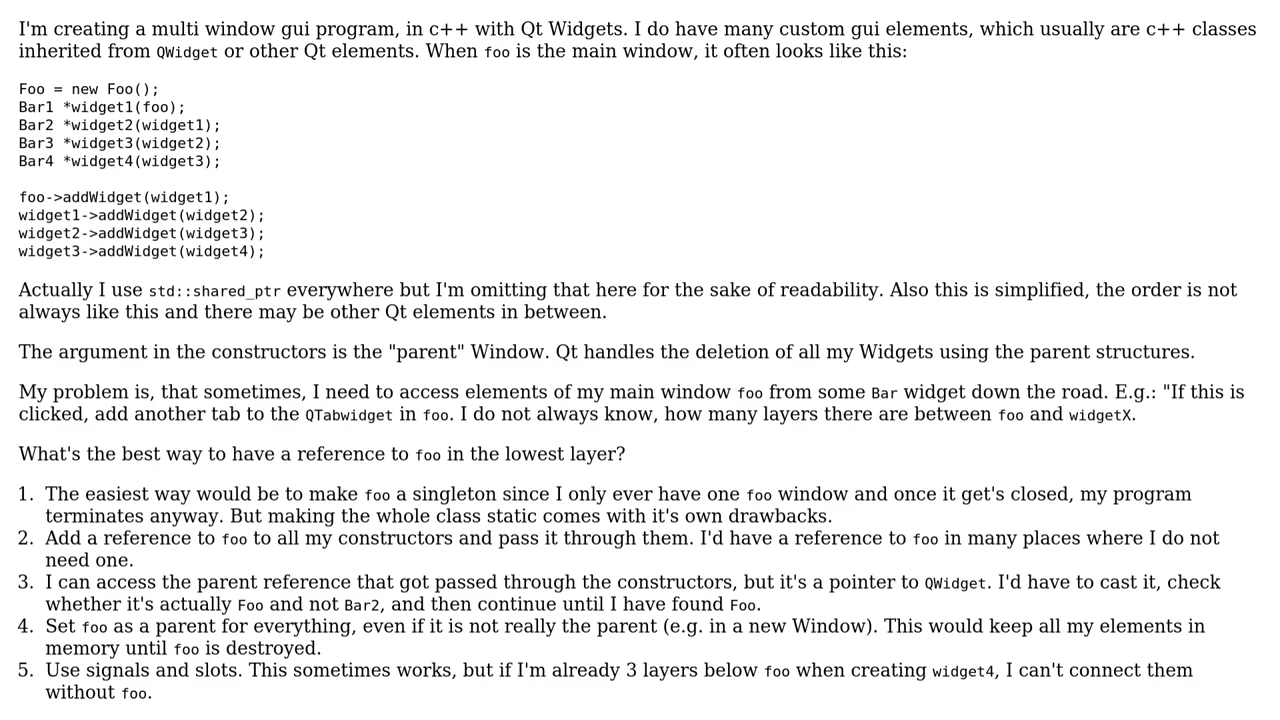 I'm creating a multi window gui program, in c++ with Qt Widgets. I do have many custom gui elements, which usually are c++ classes
inherited from QWidget or other Qt elements. When foo is the main window, it often looks like this:
Foo = new Foo();
Bar1 *widget1(foo);
Bar2 *widget2(widget1);
Bar3 *widget3(widget2);
Bar4 *widget4(widget3);
foo->addWidget(widget1);
widget1->addWidget(widget2);
widget2->addWidget(widget3);
widget3->addWidget(widget4);
Actually I use std::shared_ptr everywhere but I'm omitting that here for the sake of readability. Also this is simplified, the order is not
always like this and there may be other Qt elements in between.
The argument in the constructors is the "parent" Window. Qt handles the deletion of all my Widgets using the parent structures.
My problem is, that sometimes, I need to access elements of my main window foo from some Bar widget down the road. E.g.: "If this is
clicked, add another tab to the QTabwidget in foo. I do not always know, how many layers there are between foo and widgetX.
What's the best way to have a reference to foo in the lowest layer?
1. The easiest way would be to make foo a singleton since I only ever have one foo window and once it get's closed, my program
terminates anyway. But making the whole class static comes with it's own drawbacks.
2. Add a reference to foo to all my constructors and pass it through them. I'd have a reference to foo in many places where I do not
need one.
3. I can access the parent reference that got passed through the constructors, but it's a pointer to QWidget. I'd have to cast it, check
whether it's actually Foo and not Bar2, and then continue until I have found Foo.
4. Set foo as a parent for everything, even if it is not really the parent (e.g. in a new Window). This would keep all my elements in
memory until foo is destroyed.
5. Use signals and slots. This sometimes works, but if I'm already 3 layers below foo when creating widget4, I can't connect them
without foo.